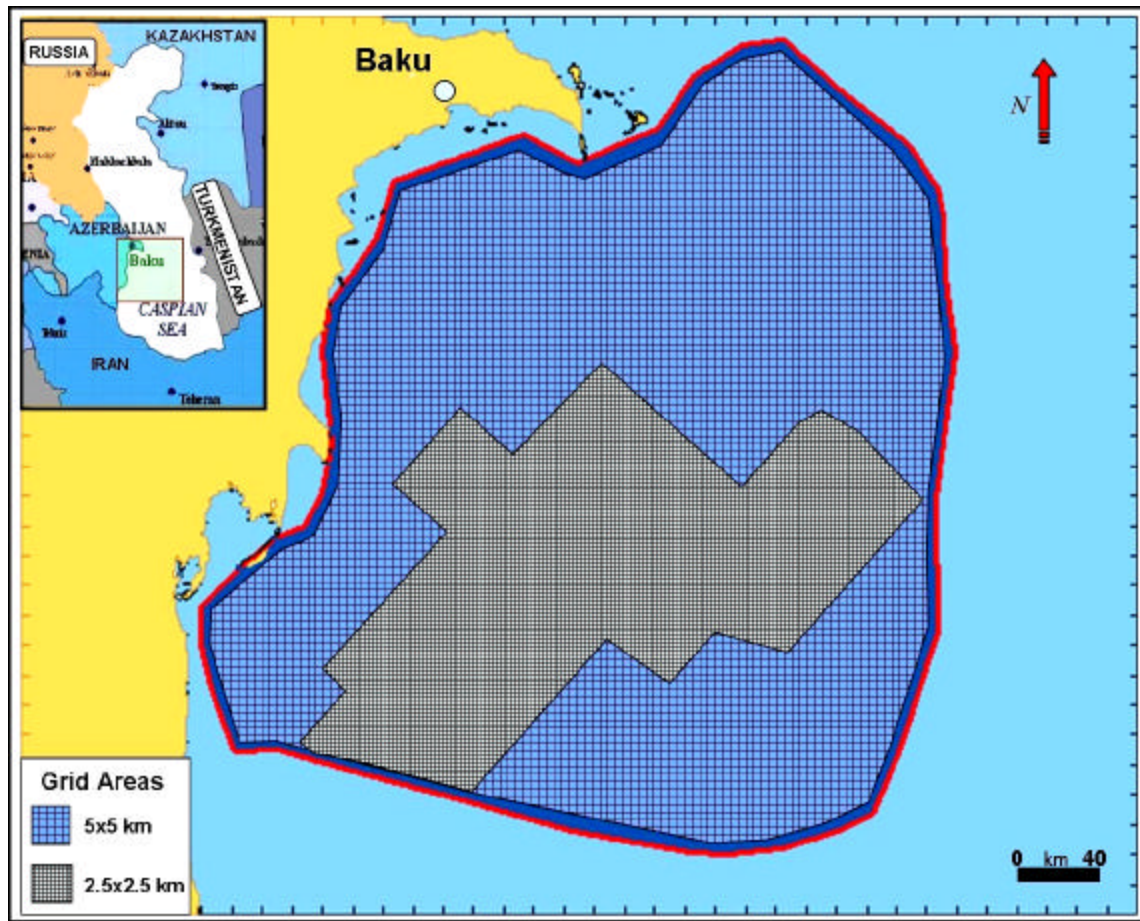 KAZAKHSTAN
RUSSIA
Baku
N
TURKMENISTAN
AZERBAIJAN
Baku
CASPIAN
SEA
IRAN
Teheran
Grid Areas
5x5 km
2.5x2.5 km
0 km 40